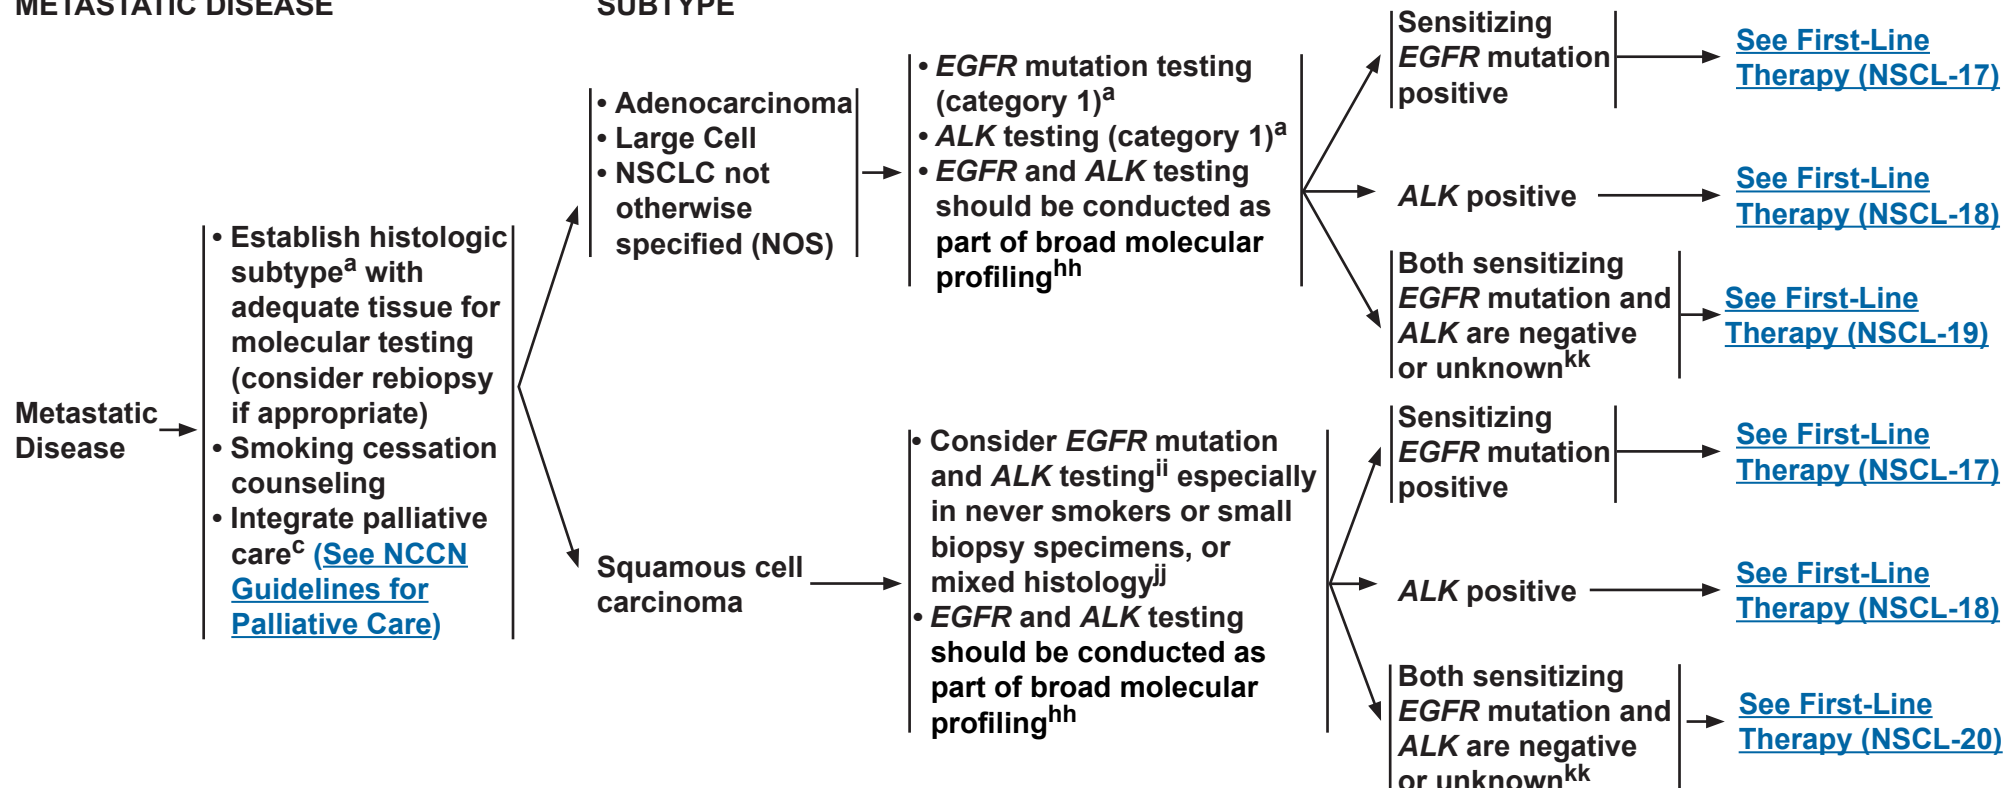 METASTATIC DISEASE
SUBTYPE
Metastatic
Disease
• Establish histologic
subtypeᵃ with
adequate tissue for
molecular testing
(consider rebiopsy
if appropriate)
• Smoking cessation
counseling
• Integrate palliative
careᶜ (See NCCN
Guidelines for
Palliative Care)
• Adenocarcinoma
• Large Cell
• NSCLC not
otherwise
specified (NOS)
• EGFR mutation testing
(category 1)ᵃ
• ALK testing (category 1)ᵃ
• EGFR and ALK testing
should be conducted as
part of broad molecular
profilingʰʰ
Sensitizing
EGFR mutation
positive
See First-Line
Therapy (NSCL-17)
ALK positive
See First-Line
Therapy (NSCL-18)
Both sensitizing
EGFR mutation and
ALK are negative
or unknownᵏᵏ
See First-Line
Therapy (NSCL-19)
Squamous cell
carcinoma
• Consider EGFR mutation
and ALK testingⁱⁱ especially
in never smokers or small
biopsy specimens, or
mixed histologyʲʲ
• EGFR and ALK testing
should be conducted as
part of broad molecular
profilingʰʰ
Sensitizing
EGFR mutation
positive
See First-Line
Therapy (NSCL-17)
ALK positive
See First-Line
Therapy (NSCL-18)
Both sensitizing
EGFR mutation and
ALK are negative
or unknownᵏᵏ
See First-Line
Therapy (NSCL-20)